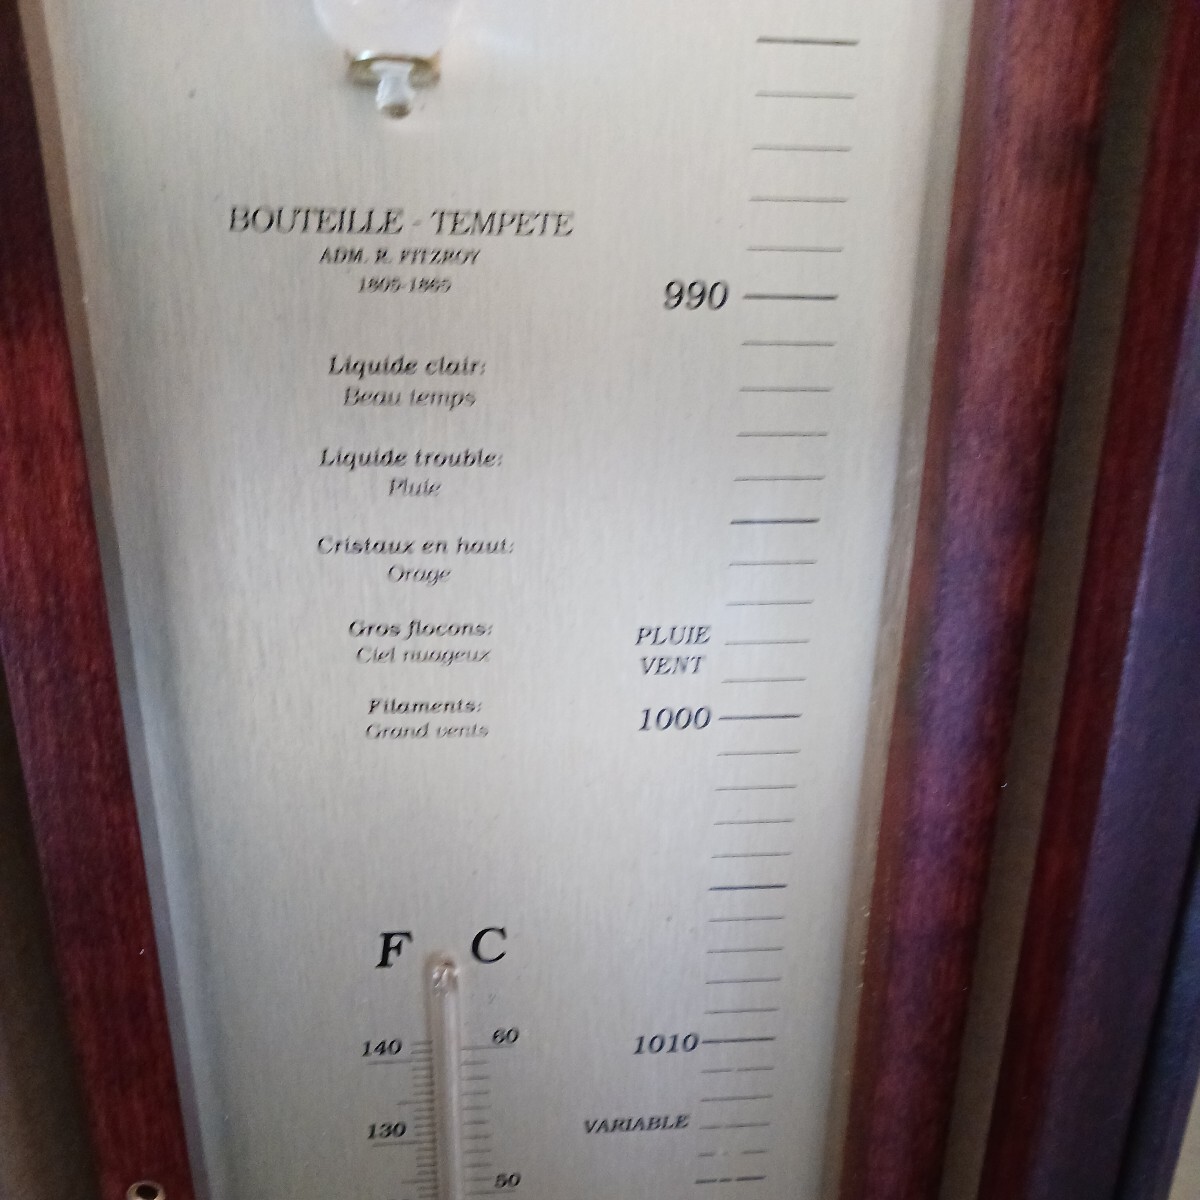 BOUTEILLE - TEMPETE
ADM. R. FITZROY
1805-1865
Liquide clair:
Beau temps
Liquide trouble:
Pluie
Cristaux en haut:
Orage
Gros flocons:
Ciel nuageux
Filaments:
Grand vents
990
PLUIE
VENT
1000
F C
140 60
130
50
1010
VARIABLE